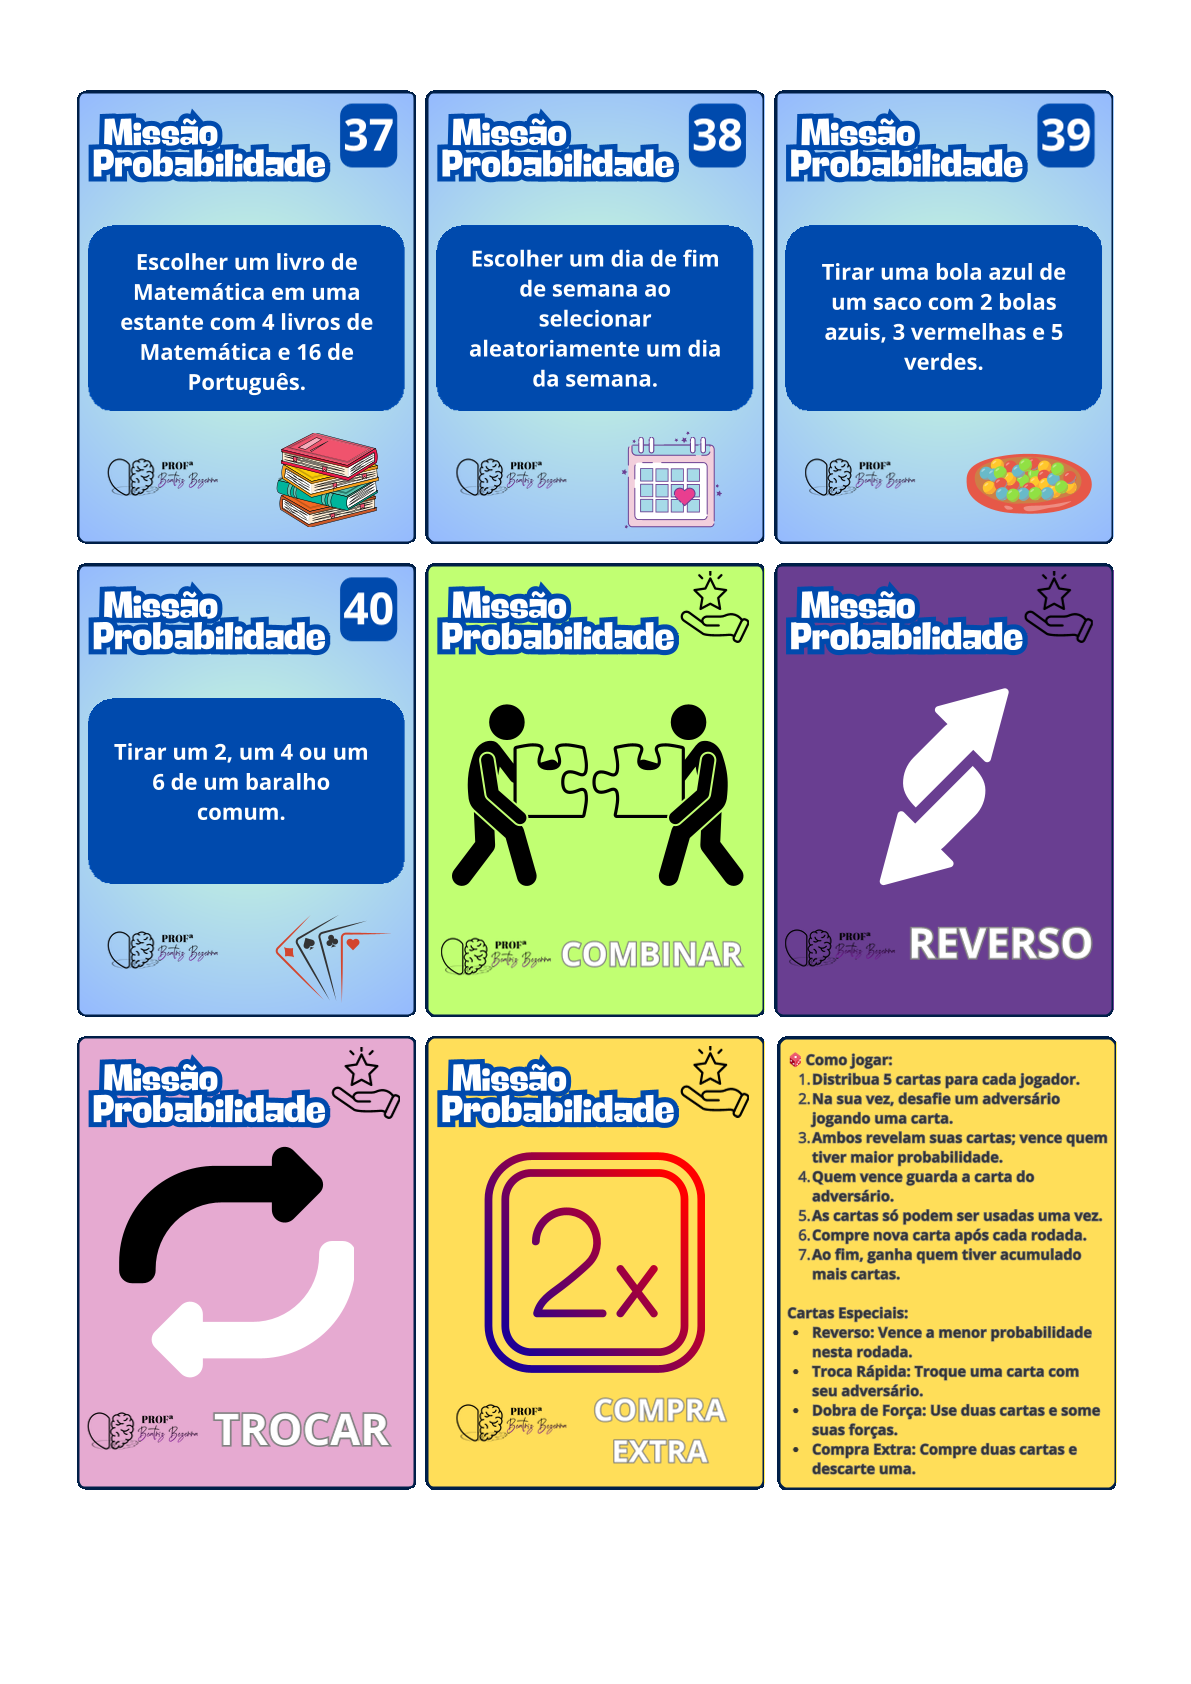 Missão
Probabilidade
37
Escolher um livro de
Matemática em uma
estante com 4 livros de
Matemática e 16 de
Português.
PROFª
Beatriz Bezerra
Missão
Probabilidade
38
Escolher um dia de fim
de semana ao
selecionar
aleatoriamente um dia
da semana.
PROFª
Beatriz Bezerra
Missão
Probabilidade
39
Tirar uma bola azul de
um saco com 2 bolas
azuis, 3 vermelhas e 5
verdes.
PROFª
Beatriz Bezerra
Missão
Probabilidade
40
Tirar um 2, um 4 ou um
6 de um baralho
comum.
PROFª
Beatriz Bezerra
Missão
Probabilidade
PROFª
Beatriz Bezerra
COMBINAR
Missão
Probabilidade
PROFª
Beatriz Bezerra
REVERSO
Missão
Probabilidade
PROFª
Beatriz Bezerra
TROCAR
Missão
Probabilidade
2x
PROFª
Beatriz Bezerra
COMPRA
EXTRA
Como jogar:
1. Distribua 5 cartas para cada jogador.
2. Na sua vez, desafie um adversário
jogando uma carta.
3. Ambos revelam suas cartas; vence quem
tiver maior probabilidade.
4. Quem vence guarda a carta do
adversário.
5. As cartas só podem ser usadas uma vez.
6. Compre nova carta após cada rodada.
7. Ao fim, ganha quem tiver acumulado
mais cartas.
Cartas Especiais:
• Reverso: Vence a menor probabilidade
nesta rodada.
• Troca Rápida: Troque uma carta com
seu adversário.
• Dobra de Força: Use duas cartas e some
suas forças.
• Compra Extra: Compre duas cartas e
descarte uma.